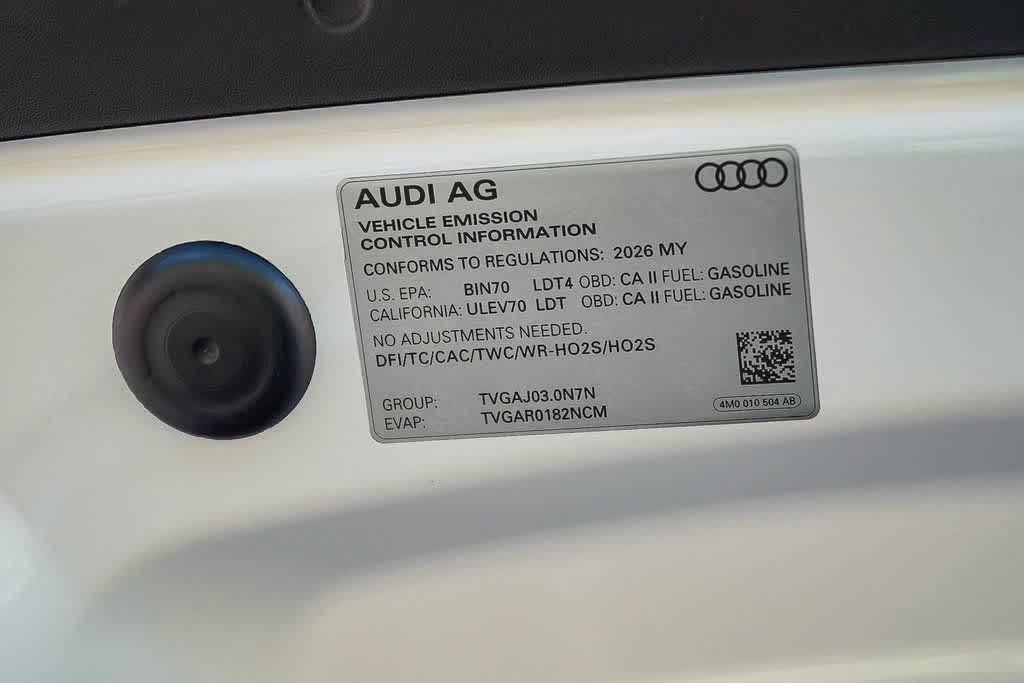 AUDI AG
VEHICLE EMISSION
CONTROL INFORMATION
CONFORMS TO REGULATIONS: 2026 MY
U.S. EPA: BIN70 LDT4 OBD: CA II FUEL: GASOLINE
CALIFORNIA: ULEV70 LDT OBD: CA II FUEL: GASOLINE
NO ADJUSTMENTS NEEDED.
DFI/TC/CAC/TWC/WR-HO2S/HO2S
GROUP: TVGAJ03.0N7N
EVAP: TVGAR0182NCM
4M0 010 504 AB